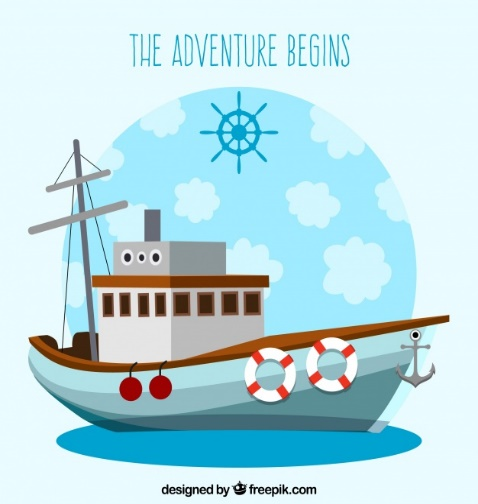 THE ADVENTURE BEGINS
designed by freepik.com